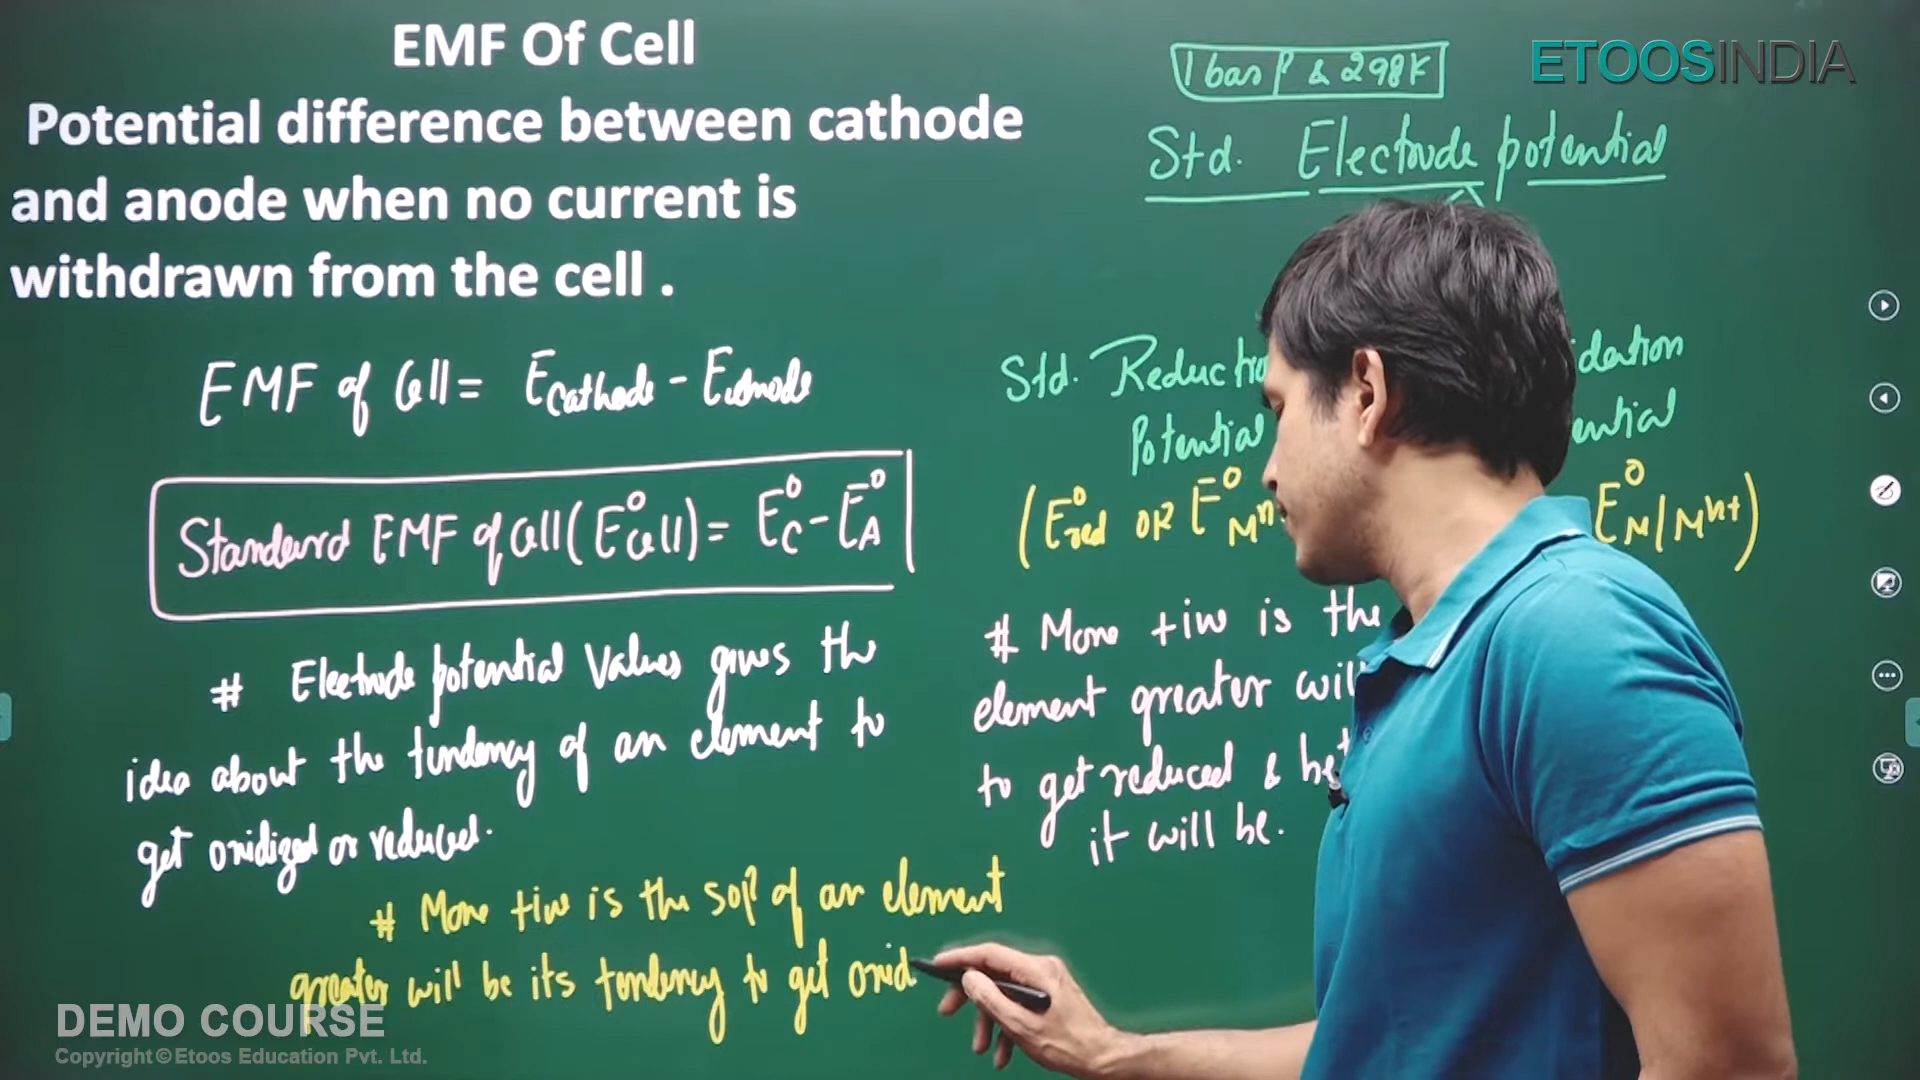 EMF Of Cell
Potential difference between cathode
and anode when no current is
withdrawn from the cell .
EMF of Cell = Ecathode - Eanode
Standard EMF of Cell (E°Cell) = E°C - E°A
# Electrode potential values gives the
idea about the tendency of an element to
get oxidized or reduced.
# More +ive is the SOP of an element
greater will be its tendency to get oxid
1 bar P & 298K
Std. Electrode potential
Std. Reductio
Potential
(E°red OR E°Mn
# More +ive is the
element greater will
to get reduced & bet
it will be.
idation
ential
E°M/Mn+)
ETOOSINDIA
DEMO COURSE
Copyright © Etoos Education Pvt. Ltd.